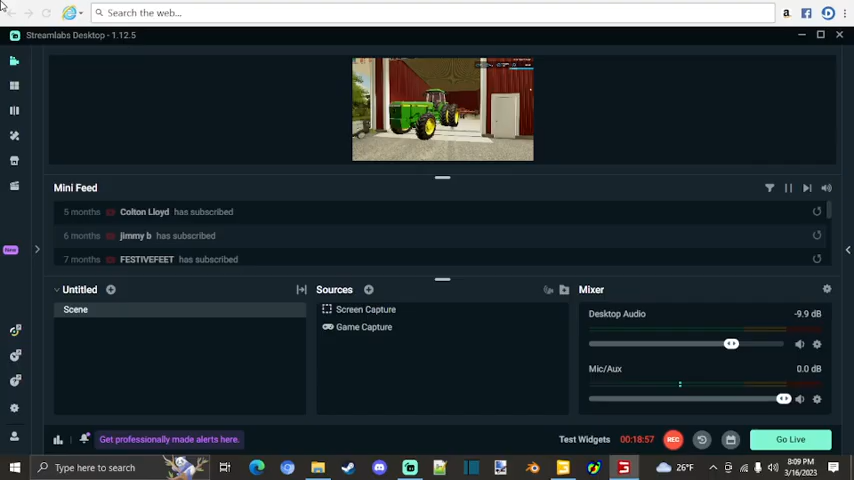 Search the web...
Streamlabs Desktop - 1.12.5
Mini Feed
5 months Colton Lloyd has subscribed
6 months jimmy b has subscribed
7 months FESTIVEFEET has subscribed
Untitled
Sources
Mixer
Scene
Screen Capture
Game Capture
Desktop Audio -9.9 dB
Mic/Aux 0.0 dB
New
Get professionally made alerts here.
Test Widgets 00:18:57 REC Go Live
Type here to search
26°F
8:09 PM
3/16/2023